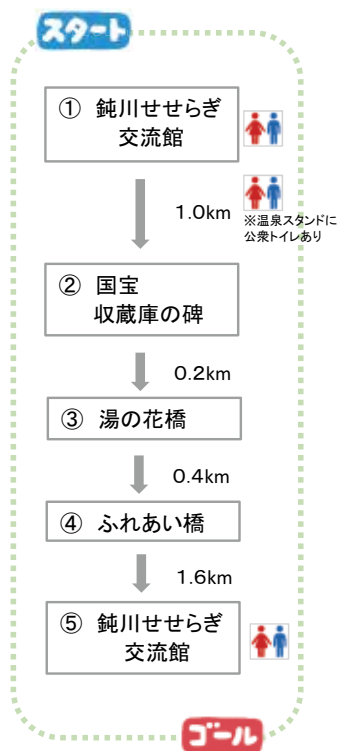 スタート
① 鈍川せせらぎ
交流館
1.0km
※温泉スタンドに
公衆トイレあり
② 国宝
収蔵庫の碑
0.2km
③ 湯の花橋
0.4km
④ ふれあい橋
1.6km
⑤ 鈍川せせらぎ
交流館
ゴール